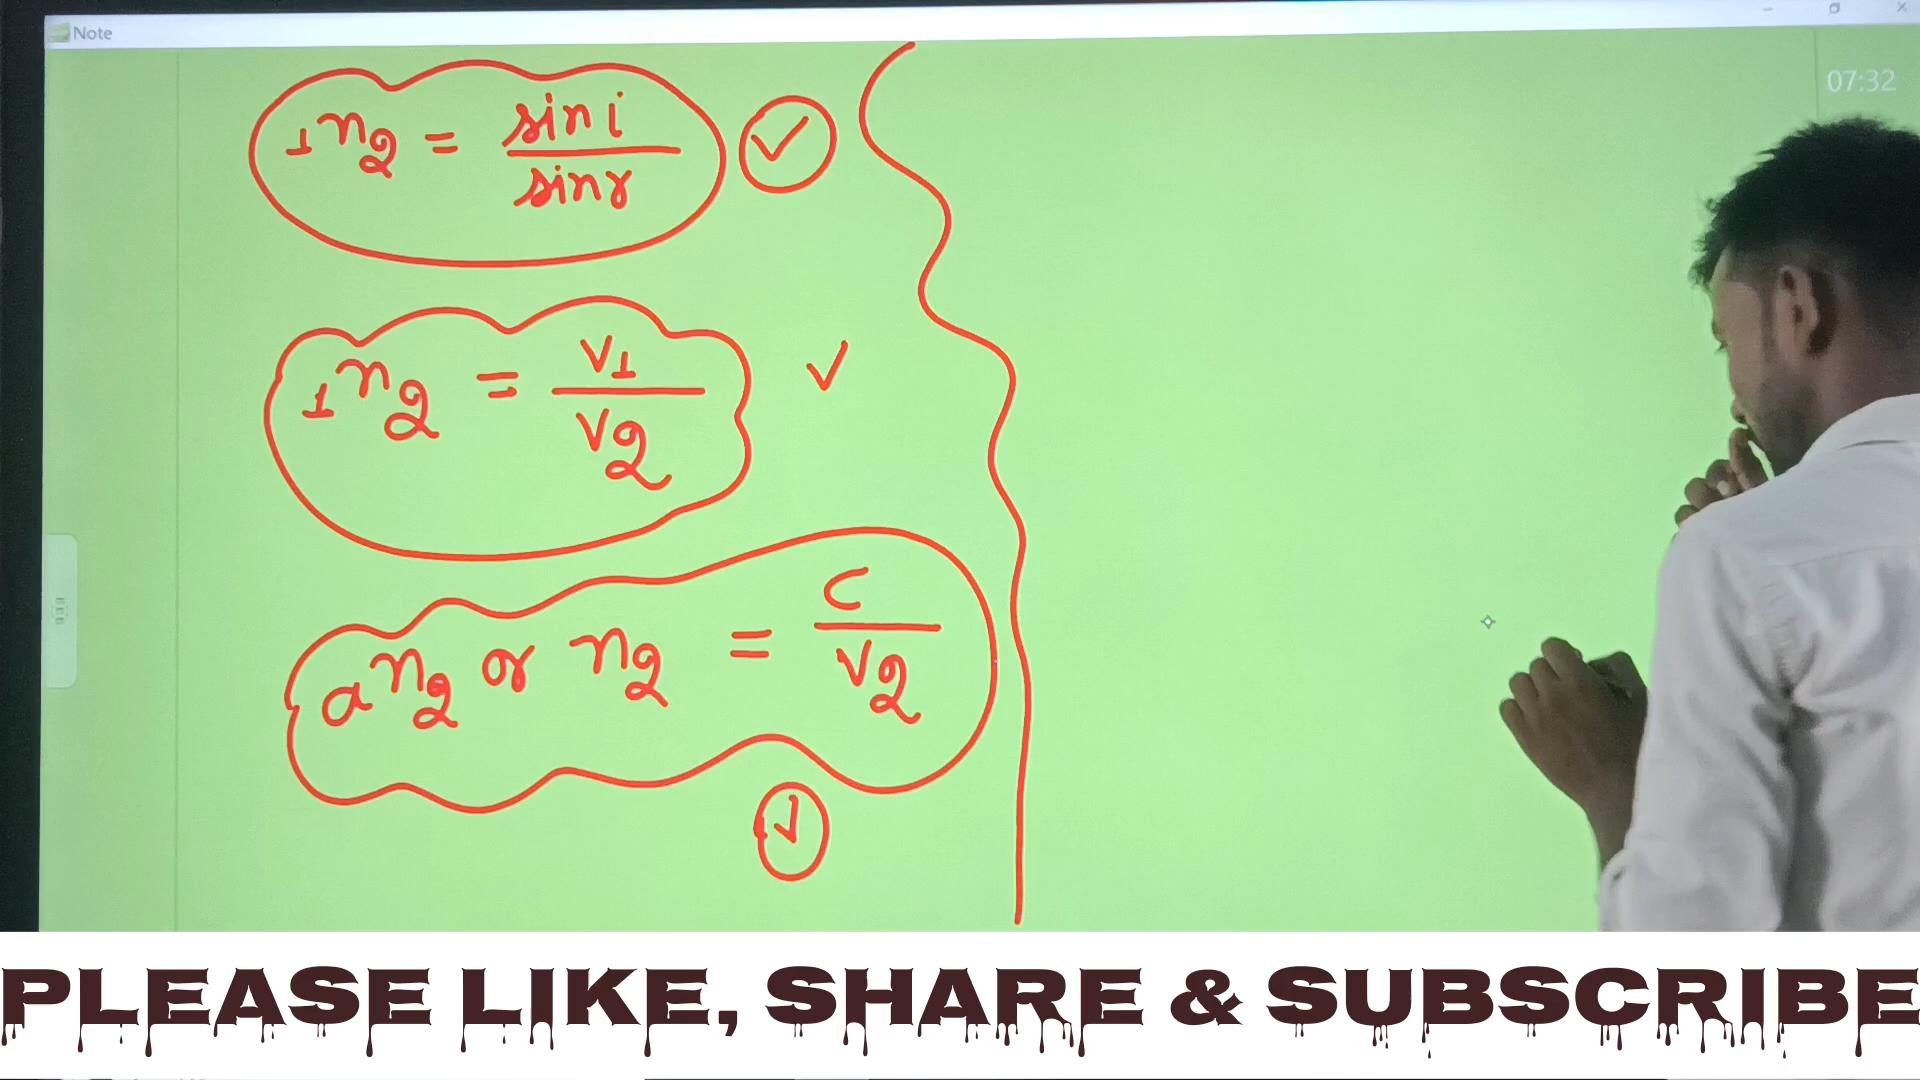 Note
07:32
₁n₂ = sin i / sin r
₁n₂ = v₁ / v₂
ₐn₂ or n₂ = c / v₂
PLEASE LIKE, SHARE & SUBSCRIBE